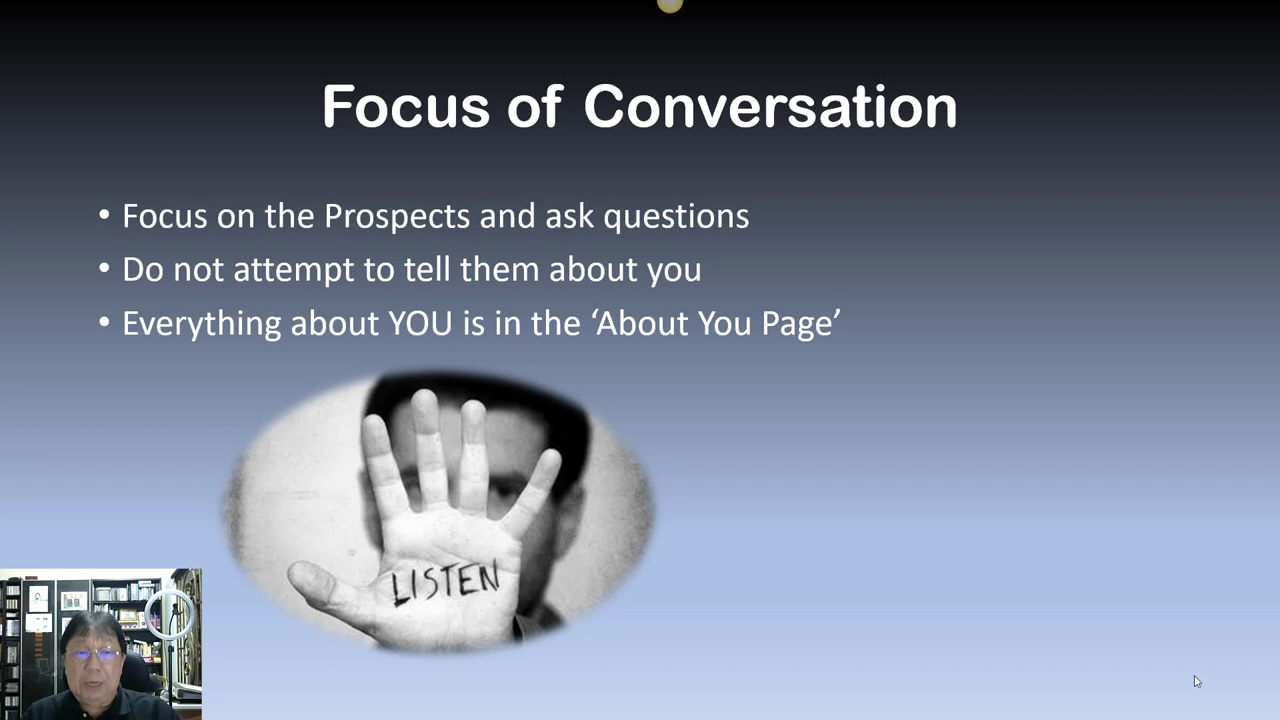 Focus of Conversation
• Focus on the Prospects and ask questions
• Do not attempt to tell them about you
• Everything about YOU is in the ‘About You Page’
LISTEN